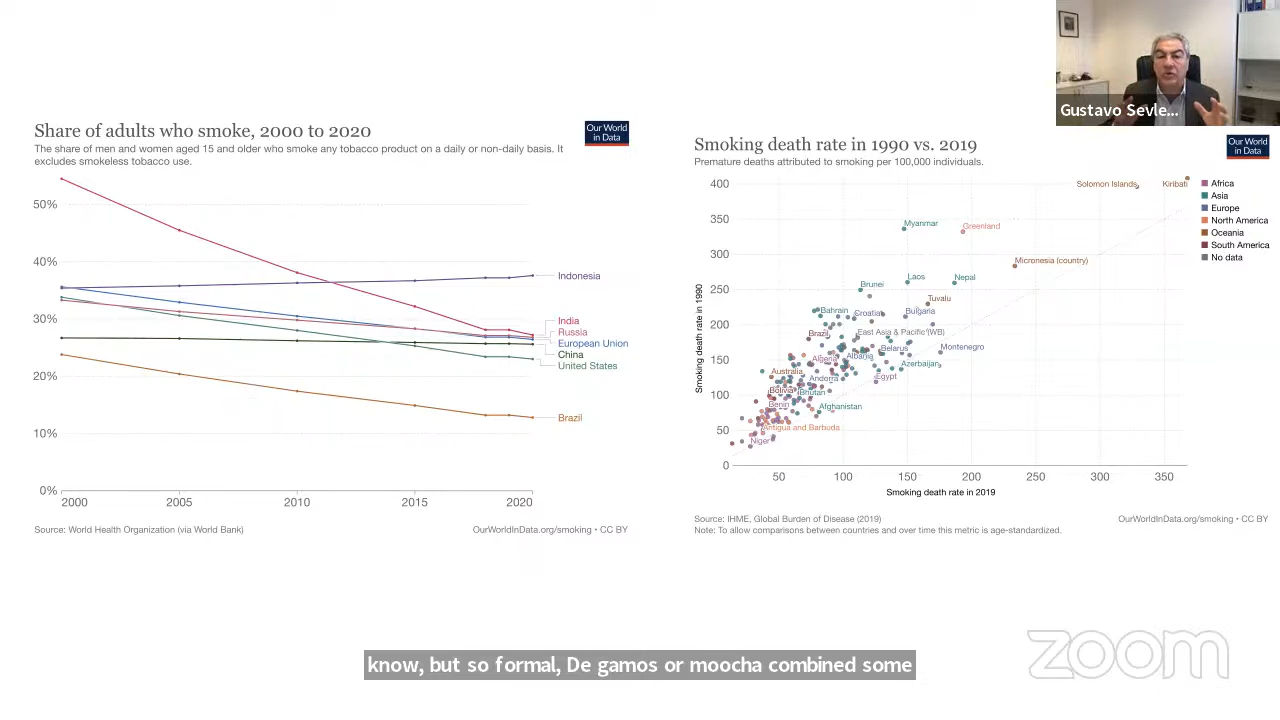 Gustavo Sevle...
Share of adults who smoke, 2000 to 2020
The share of men and women aged 15 and older who smoke any tobacco product on a daily or non-daily basis. It
excludes smokeless tobacco use.
Our World
in Data
50%
40%
30%
20%
10%
0%
2000
2005
2010
2015
2020
Indonesia
India
Russia
European Union
China
United States
Brazil
Source: World Health Organization (via World Bank)
OurWorldInData.org/smoking • CC BY
Smoking death rate in 1990 vs. 2019
Premature deaths attributed to smoking per 100,000 individuals.
Our World
in Data
Smoking death rate in 1990
400
350
300
250
200
150
100
50
0
50
100
150
200
250
300
350
Smoking death rate in 2019
Solomon Islands
Kiribati
Myanmar
Greenland
Micronesia (country)
Laos
Nepal
Brunei
Tuvalu
Bahrain
Croatia
Bulgaria
Brazil
East Asia & Pacific (WB)
Belarus
Montenegro
Algeria
Albania
Azerbaijan
Australia
Andorra
Egypt
Bolivia
Bhutan
Benin
Afghanistan
Antigua and Barbuda
Niger
Africa
Asia
Europe
North America
Oceania
South America
No data
Source: IHME, Global Burden of Disease (2019)
OurWorldInData.org/smoking • CC BY
Note: To allow comparisons between countries and over time this metric is age-standardized.
know, but so formal, De gamos or moocha combined some
zoom